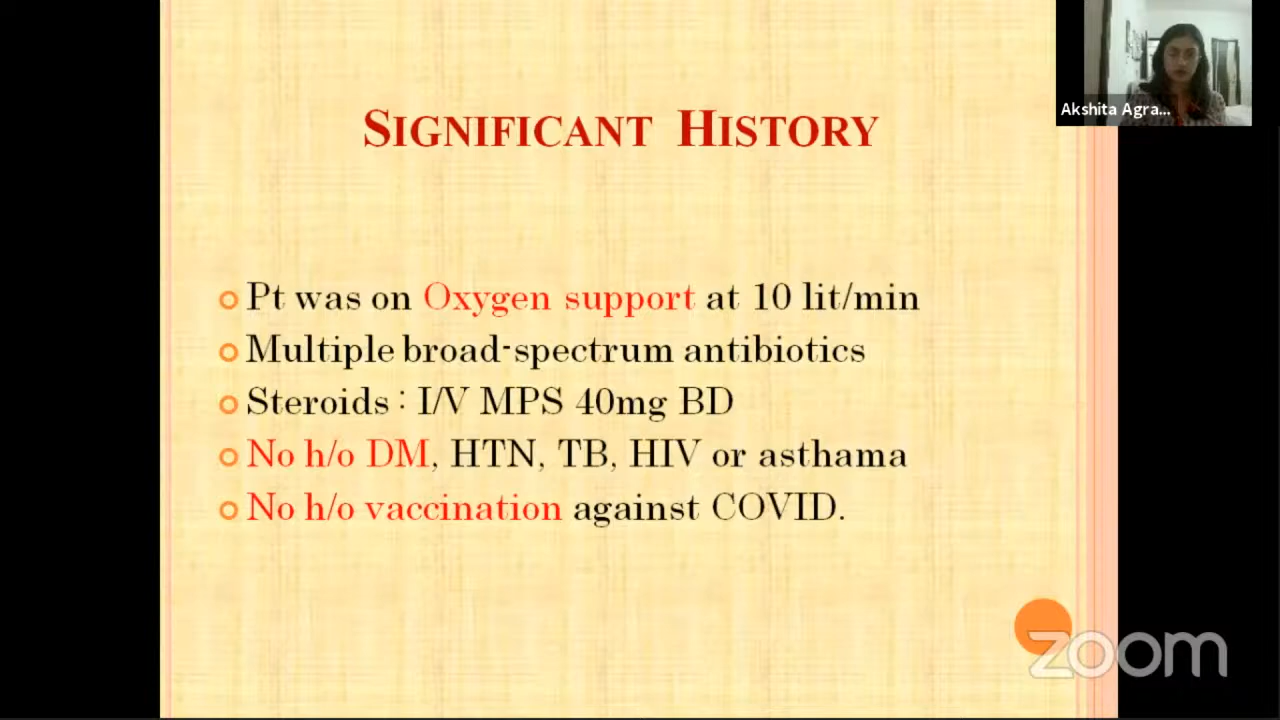 Akshita Agra...
SIGNIFICANT HISTORY
Pt was on Oxygen support at 10 lit/min
Multiple broad-spectrum antibiotics
Steroids : I/V MPS 40mg BD
No h/o DM, HTN, TB, HIV or asthama
No h/o vaccination against COVID.
zoom